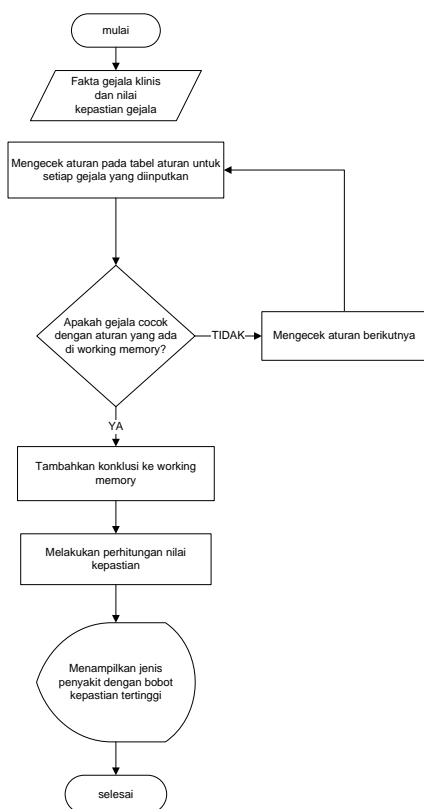 mulai
Fakta gejala klinis
dan nilai
kepastian gejala
Mengecek aturan pada tabel aturan untuk
setiap gejala yang diinputkan
Apakah gejala cocok
dengan aturan yang ada
di working memory?
TIDAK
Mengecek aturan berikutnya
YA
Tambahkan konklusi ke working
memory
Melakukan perhitungan nilai
kepastian
Menampilkan jenis
penyakit dengan bobot
kepastian tertinggi
selesai